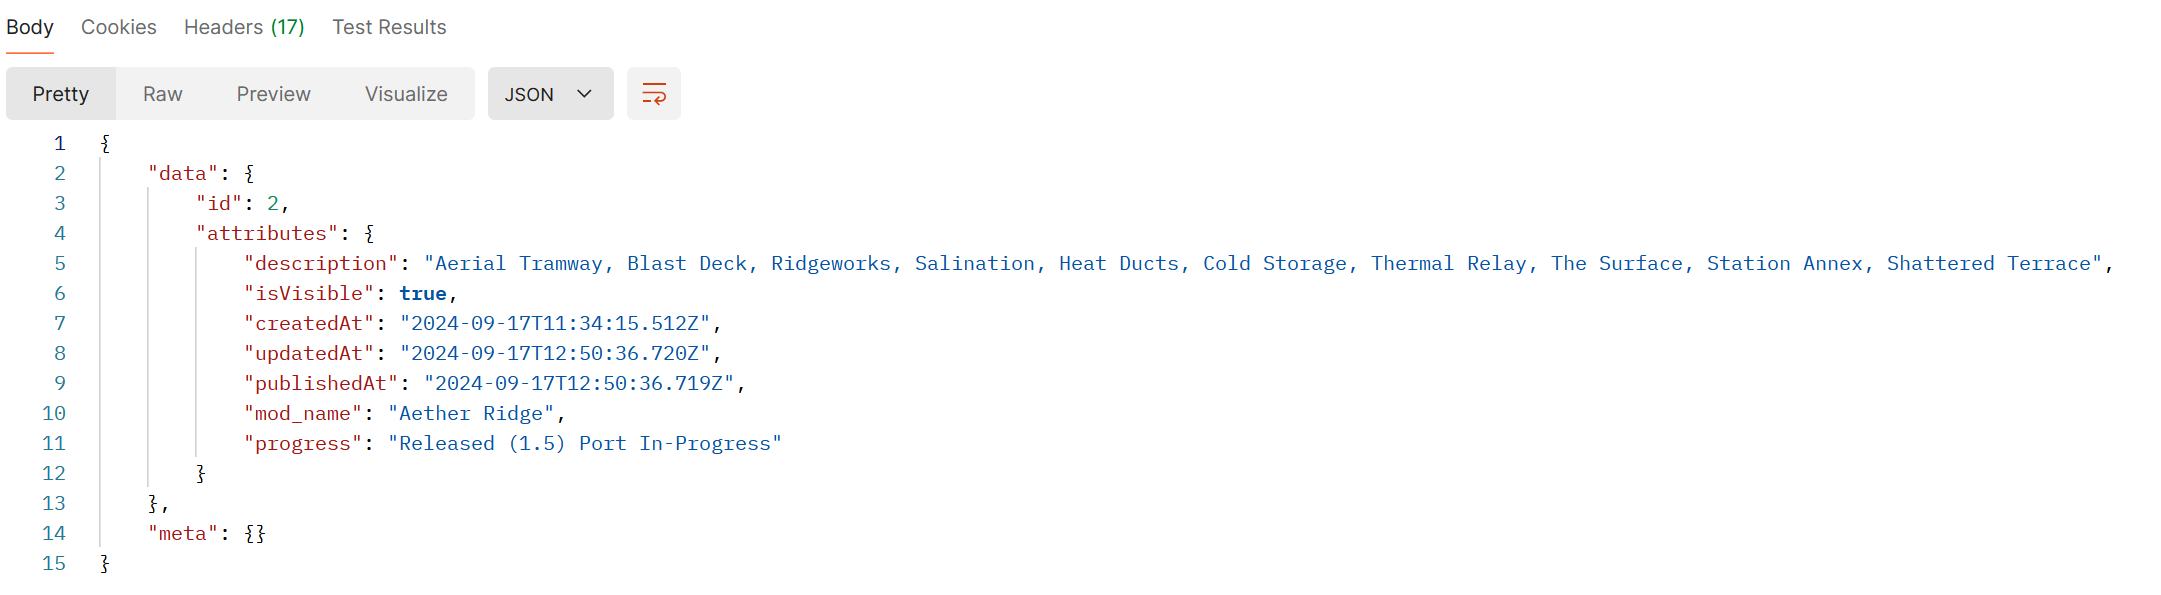 Body Cookies Headers (17) Test Results
Pretty Raw Preview Visualize JSON
1 {
2 "data": {
3 "id": 2,
4 "attributes": {
5 "description": "Aerial Tramway, Blast Deck, Ridgeworks, Salination, Heat Ducts, Cold Storage, Thermal Relay, The Surface, Station Annex, Shattered Terrace",
6 "isVisible": true,
7 "createdAt": "2024-09-17T11:34:15.512Z",
8 "updatedAt": "2024-09-17T12:50:36.720Z",
9 "publishedAt": "2024-09-17T12:50:36.719Z",
10 "mod_name": "Aether Ridge",
11 "progress": "Released (1.5) Port In-Progress"
12 }
13 },
14 "meta": {}
15 }